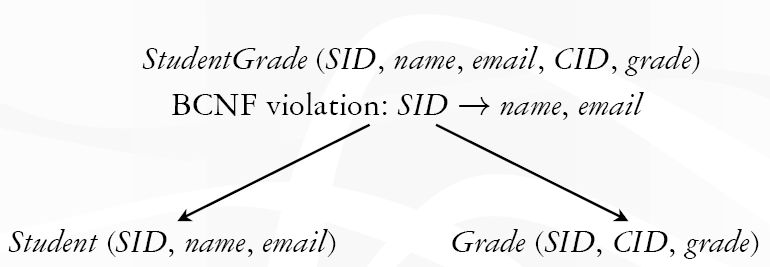 StudentGrade (SID, name, email, CID, grade)
BCNF violation: SID → name, email
Student (SID, name, email)
Grade (SID, CID, grade)